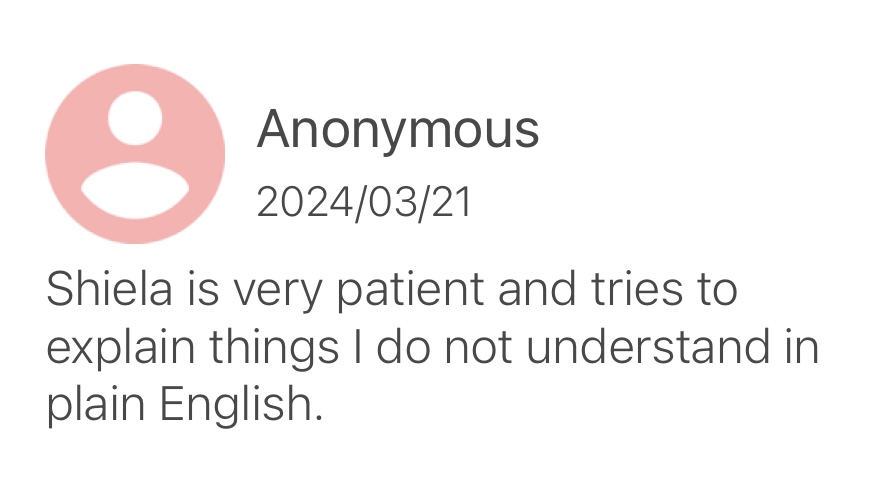 Anonymous
2024/03/21
Shiela is very patient and tries to
explain things I do not understand in
plain English.